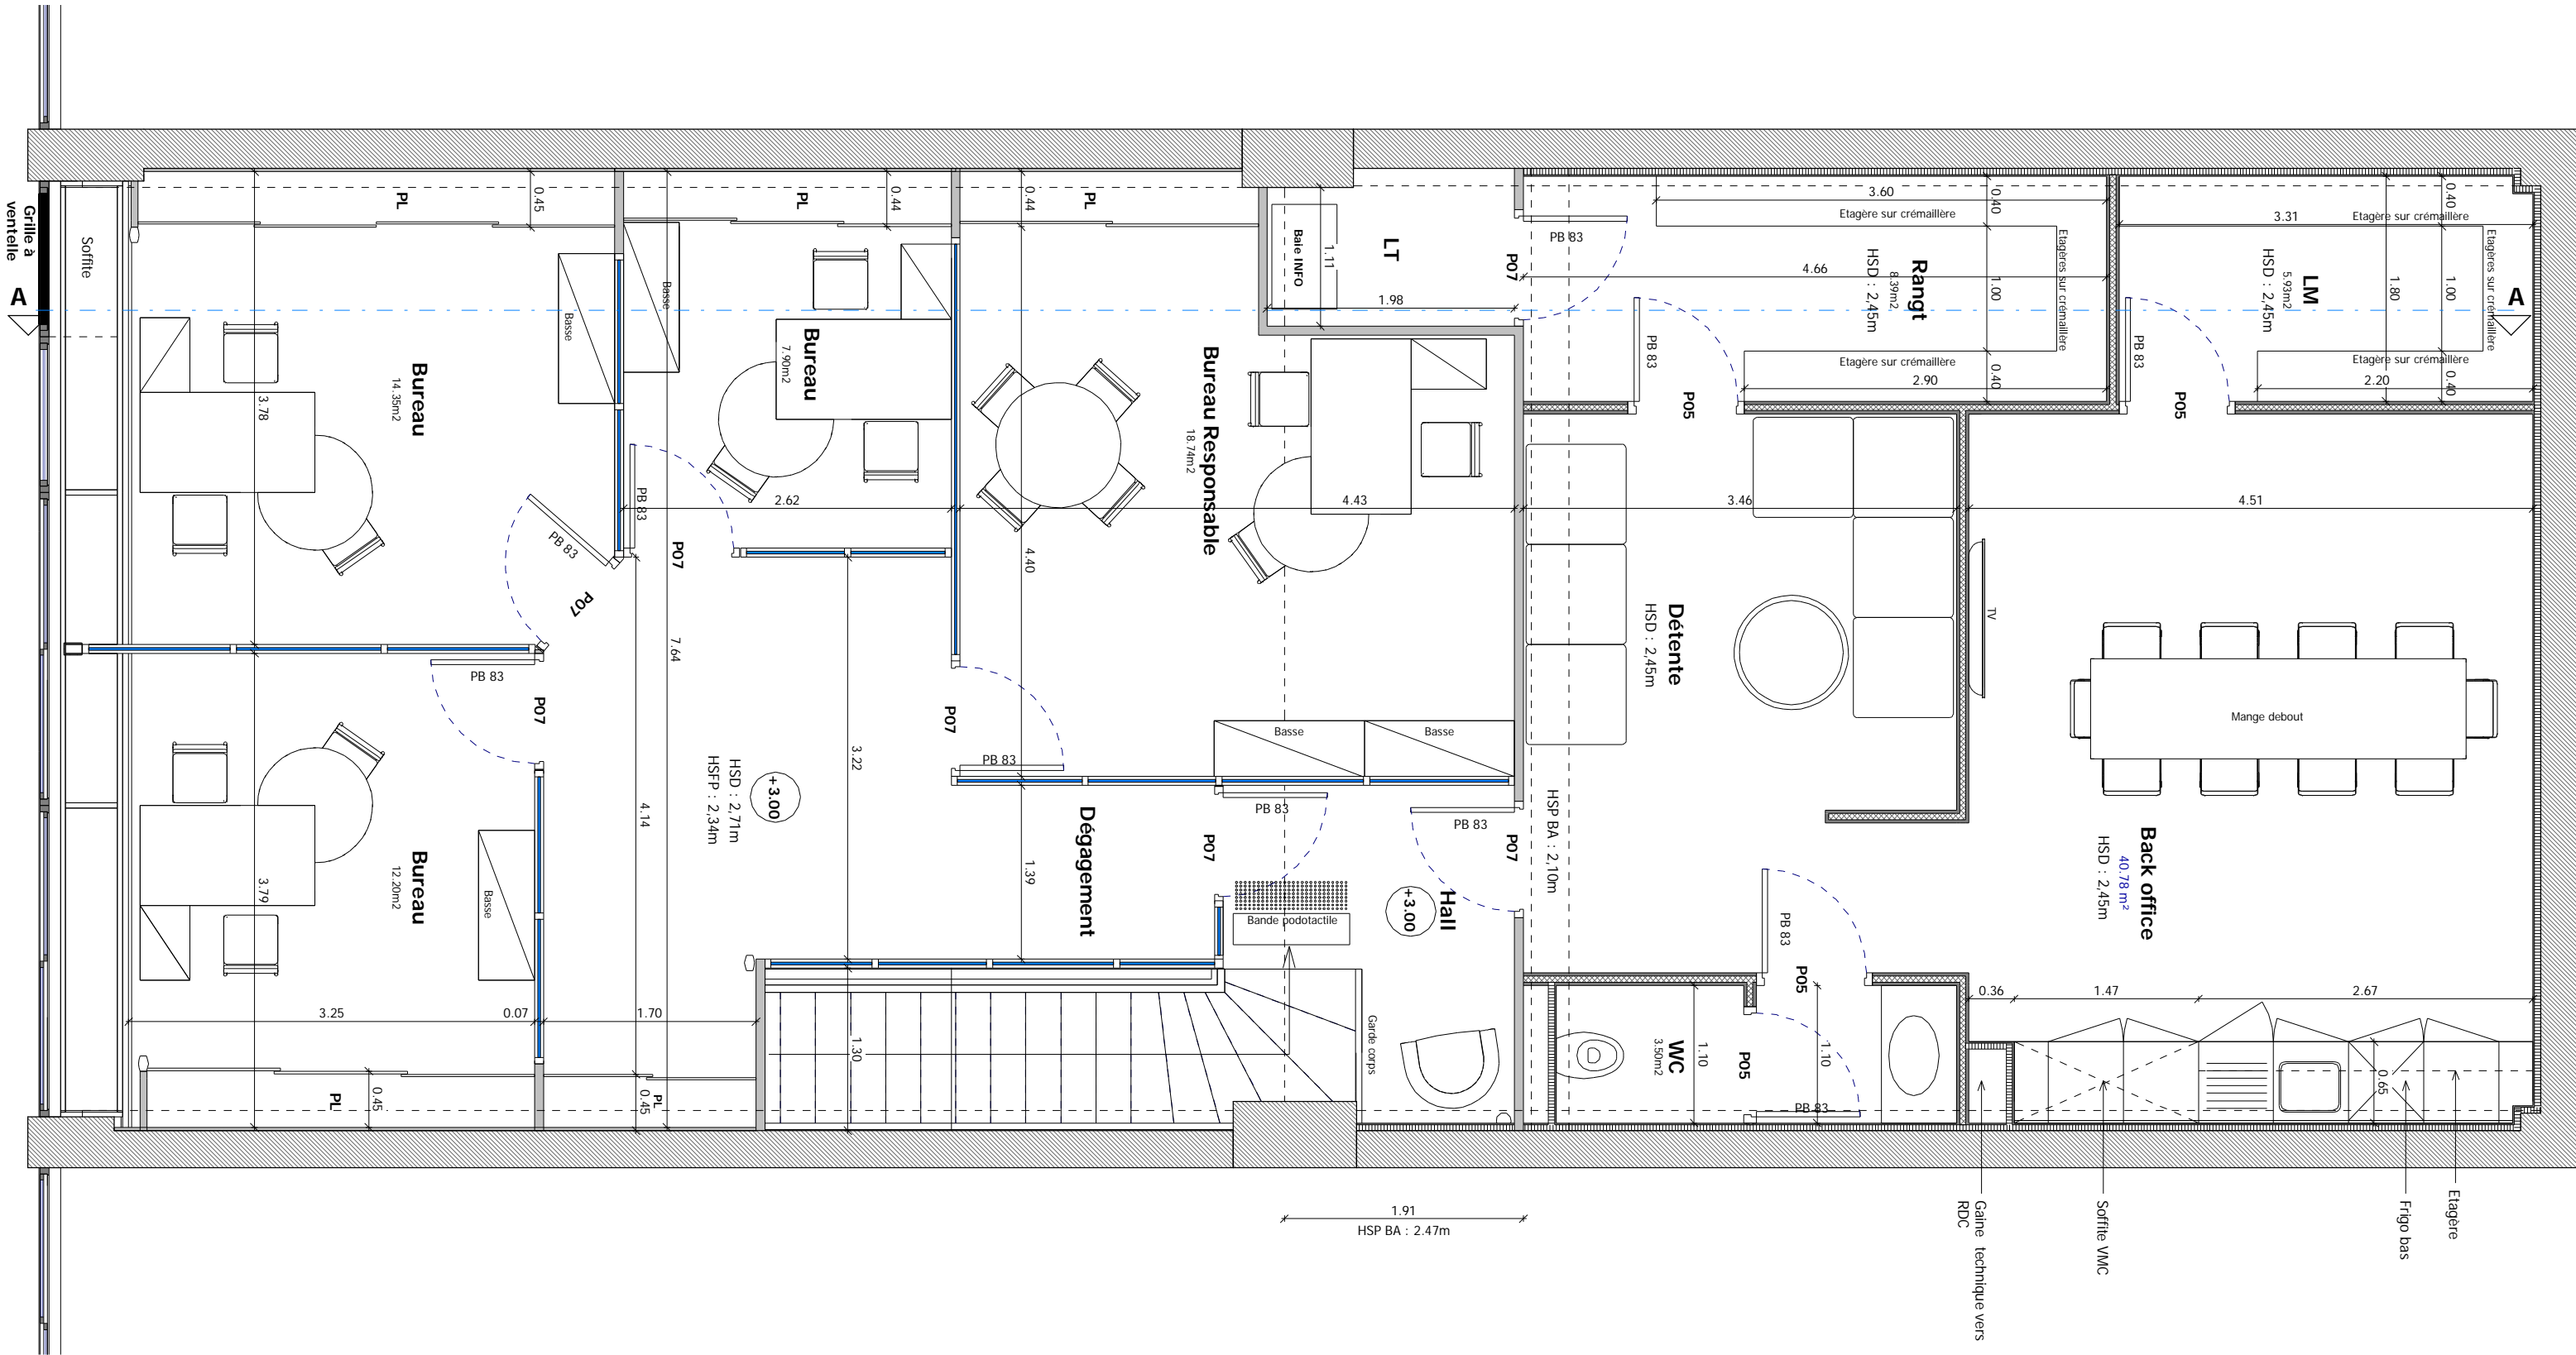 Grille à
ventelle
A
Soffite
PL
0.45
3.78
Bureau
14.35m2
Basse
PB 83
P07
PB 83
P07
Bureau
12.20m2
Basse
3.79
3.25
0.07
1.70
PL
0.45
PL
0.45
PL
0.44
Basse
Bureau
7.90m2
PB 83
2.62
P07
7.64
4.14
3.22
HSD : 2,71m
HSFP : 2,34m
+3.00
1.30
PL
0.44
Bureau Responsable
18.74m2
4.43
4.40
P07
PB 83
Basse
Basse
Dégagement
1.39
P07
PB 83
PB 83
P07
Bande podotactile
Hall
+3.00
Garde corps
Baie INFO
1.11
LT
1.98
P07
PB 83
3.60
Etagère sur crémaillère
0.40
4.66
Rangt
8.39m2
HSD : 2,45m
1.00
Etagères sur crémaillère
Etagère sur crémaillère
2.90
0.40
PB 83
P05
3.31
Etagère sur crémaillère
0.40
LM
5.93m2
HSD : 2,45m
1.80
1.00
Etagères sur crémaillère
A
Etagère sur crémaillère
2.20
0.40
PB 83
P05
3.46
4.51
Détente
HSD : 2,45m
TV
Mange debout
HSP BA : 2,10m
Back office
40.78 m²
HSD : 2,45m
PB 83
P05
WC
3.50m2
1.10
P05
1.10
PB 83
0.36
1.47
2.67
0.65
1.91
HSP BA : 2.47m
Gaine technique vers
RDC
Soffite VMC
Frigo bas
Etagère